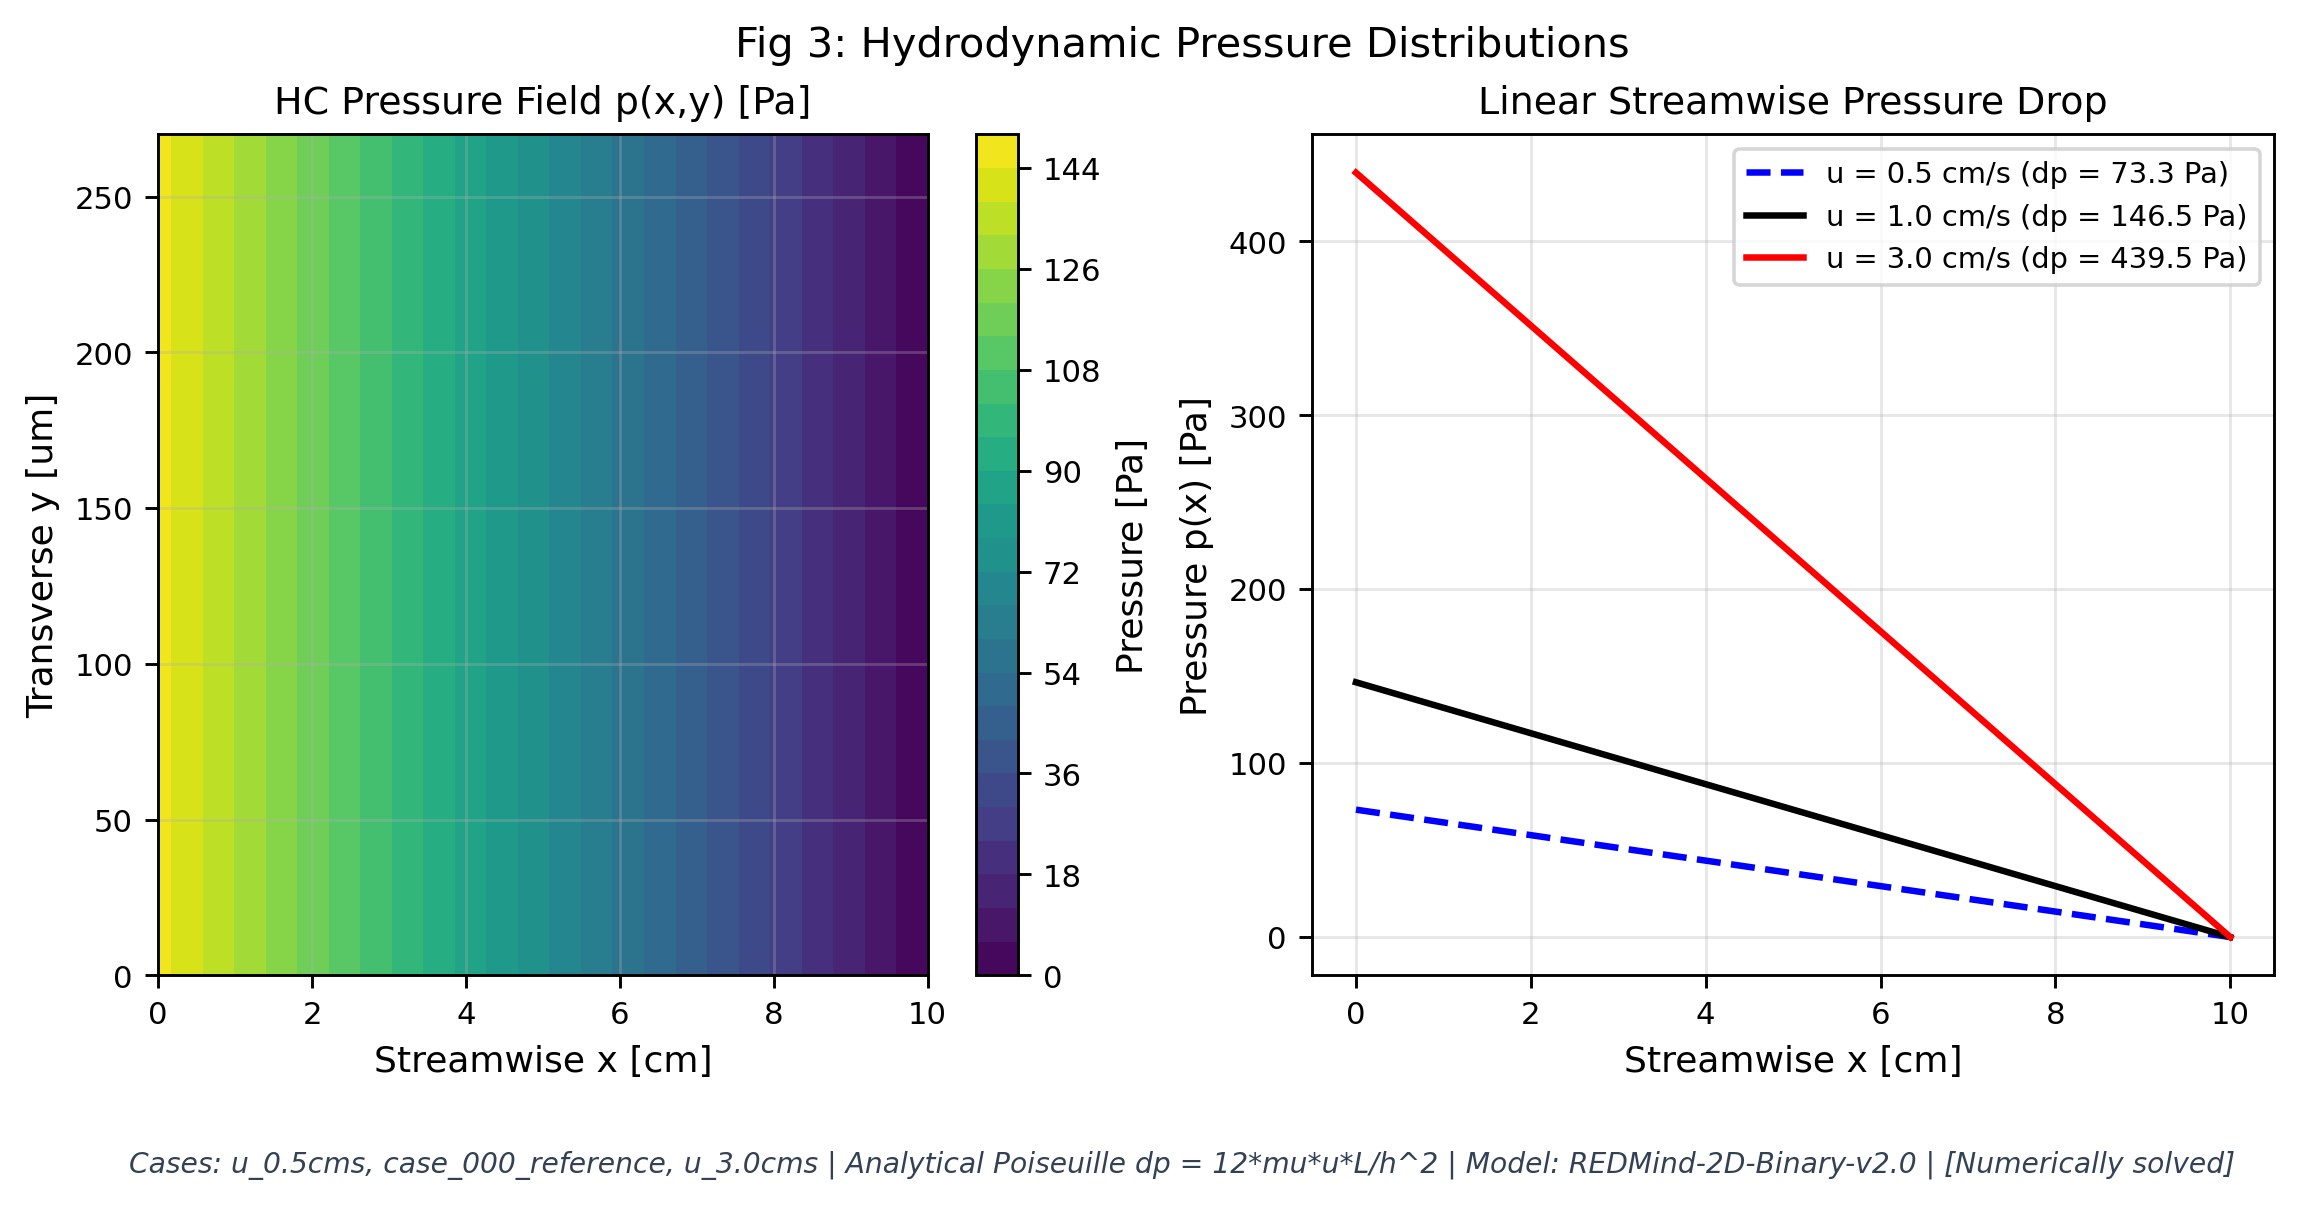 Fig 3: Hydrodynamic Pressure Distributions
HC Pressure Field p(x,y) [Pa]
Transverse y [um]
250
200
150
100
50
0
0 2 4 6 8 10
Streamwise x [cm]
144
126
108
90
72
54
36
18
0
Pressure [Pa]
Linear Streamwise Pressure Drop
Pressure p(x) [Pa]
400
300
200
100
0
u = 0.5 cm/s (dp = 73.3 Pa)
u = 1.0 cm/s (dp = 146.5 Pa)
u = 3.0 cm/s (dp = 439.5 Pa)
0 2 4 6 8 10
Streamwise x [cm]
Cases: u_0.5cms, case_000_reference, u_3.0cms | Analytical Poiseuille dp = 12*mu*u*L/h^2 | Model: REDMind-2D-Binary-v2.0 | [Numerically solved]